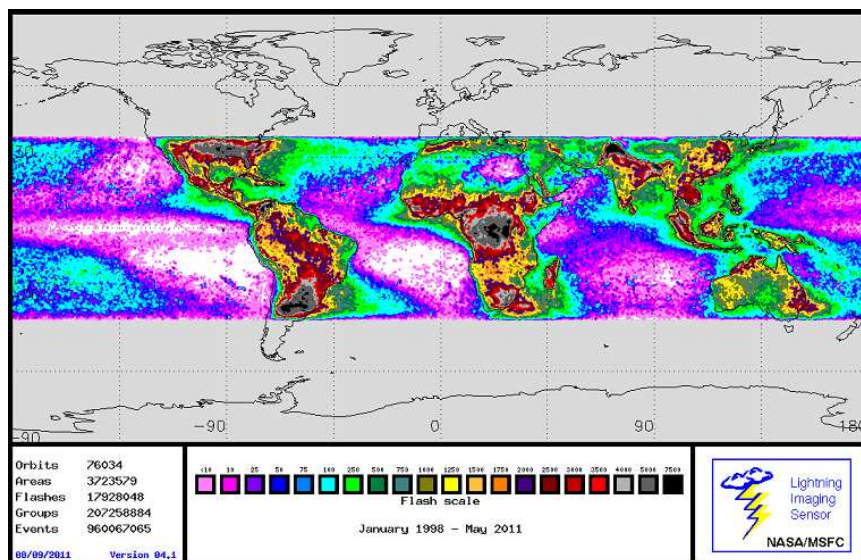 30
-90
-90
0
90
180
Orbits 76034
Areas 3723579
Flashes 17928048
Groups 207258884
Events 960067065
08/09/2011 Version 04.1
<10 10 25 50 75 100 250 500 750 1000 1250 1500 1750 2000 2500 3000 3500 4000 5000 7500
Flash scale
January 1998 - May 2011
Lightning
Imaging
Sensor
NASA/MSFC